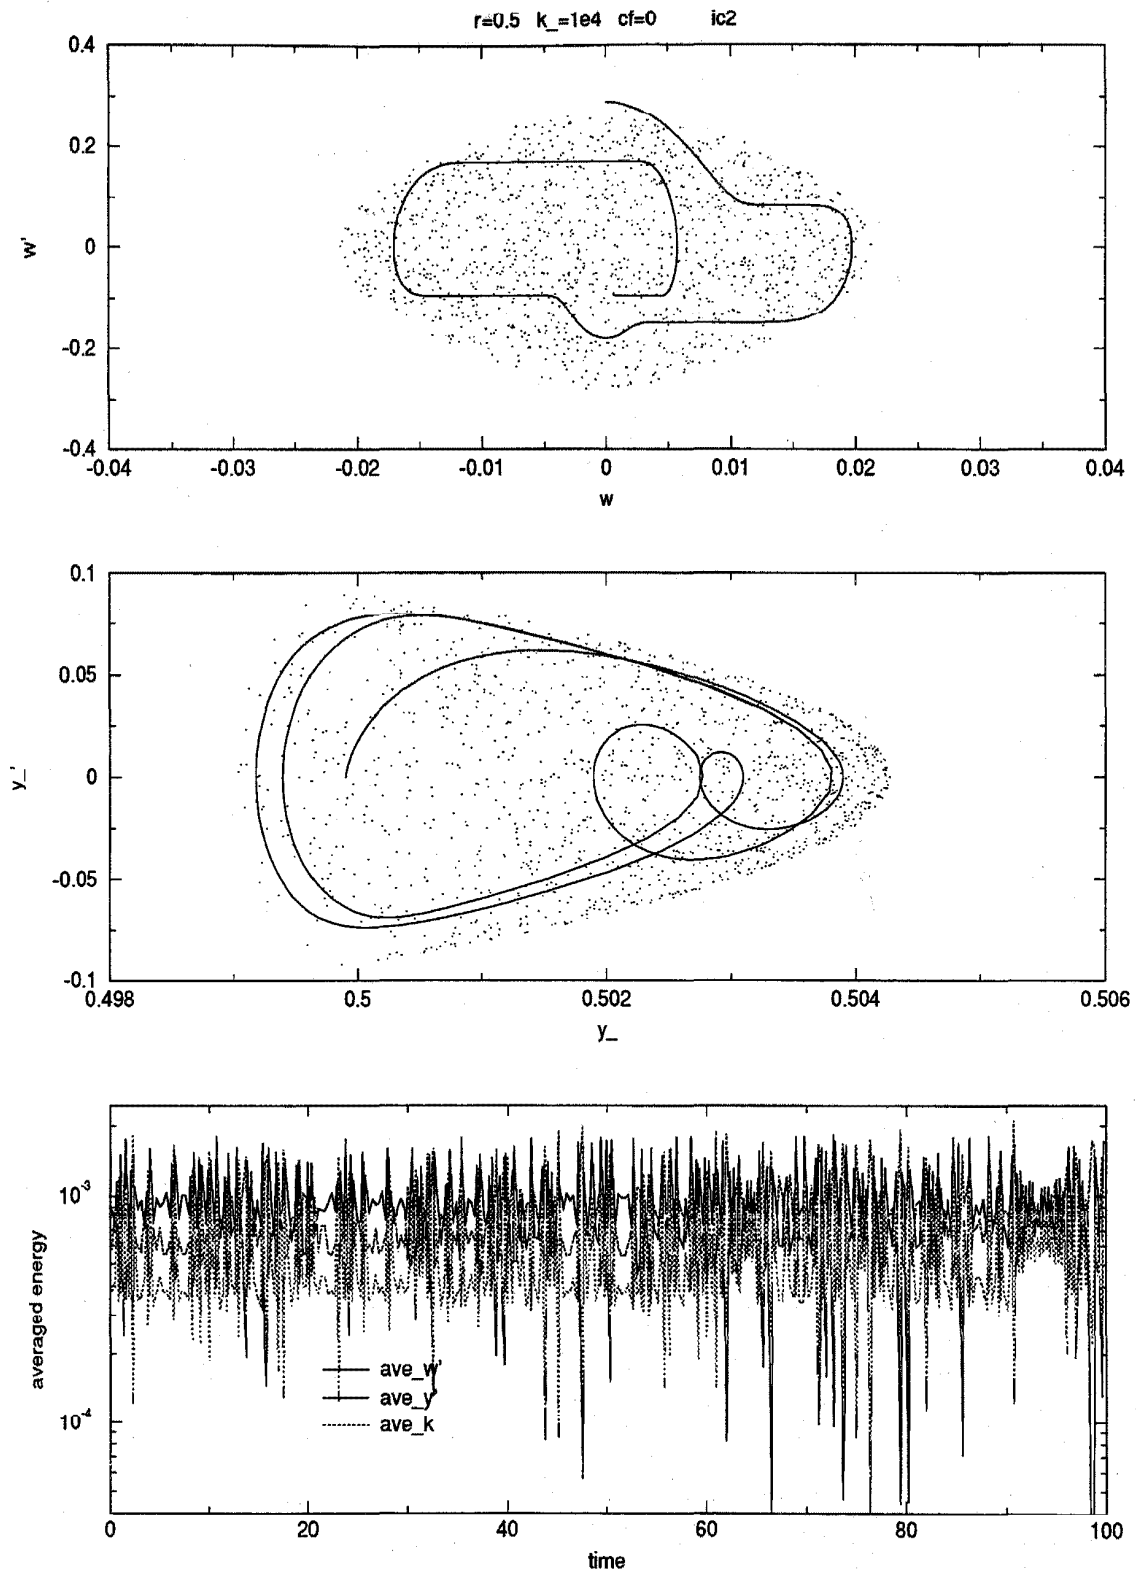 r=0.5 k_=1e4 cf=0 ic2
0.4
0.2
0
-0.2
-0.4
w'
-0.04 -0.03 -0.02 -0.01 0 0.01 0.02 0.03 0.04
w
0.1
0.05
0
-0.05
-0.1
y_'
0.498 0.5 0.502 0.504 0.506
y_
10^-3
10^-4
averaged energy
ave_w'
ave_y'
ave_k
0 20 40 60 80 100
time